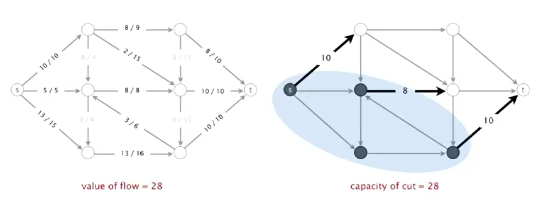 8 / 9
10 / 10
2 / 15
0 / 4
0 / 15
8 / 10
s
5 / 5
8 / 8
10 / 10
t
13 / 15
0 / 4
3 / 6
0 / 15
10 / 10
13 / 16
value of flow = 28
10
s
8
t
10
capacity of cut = 28